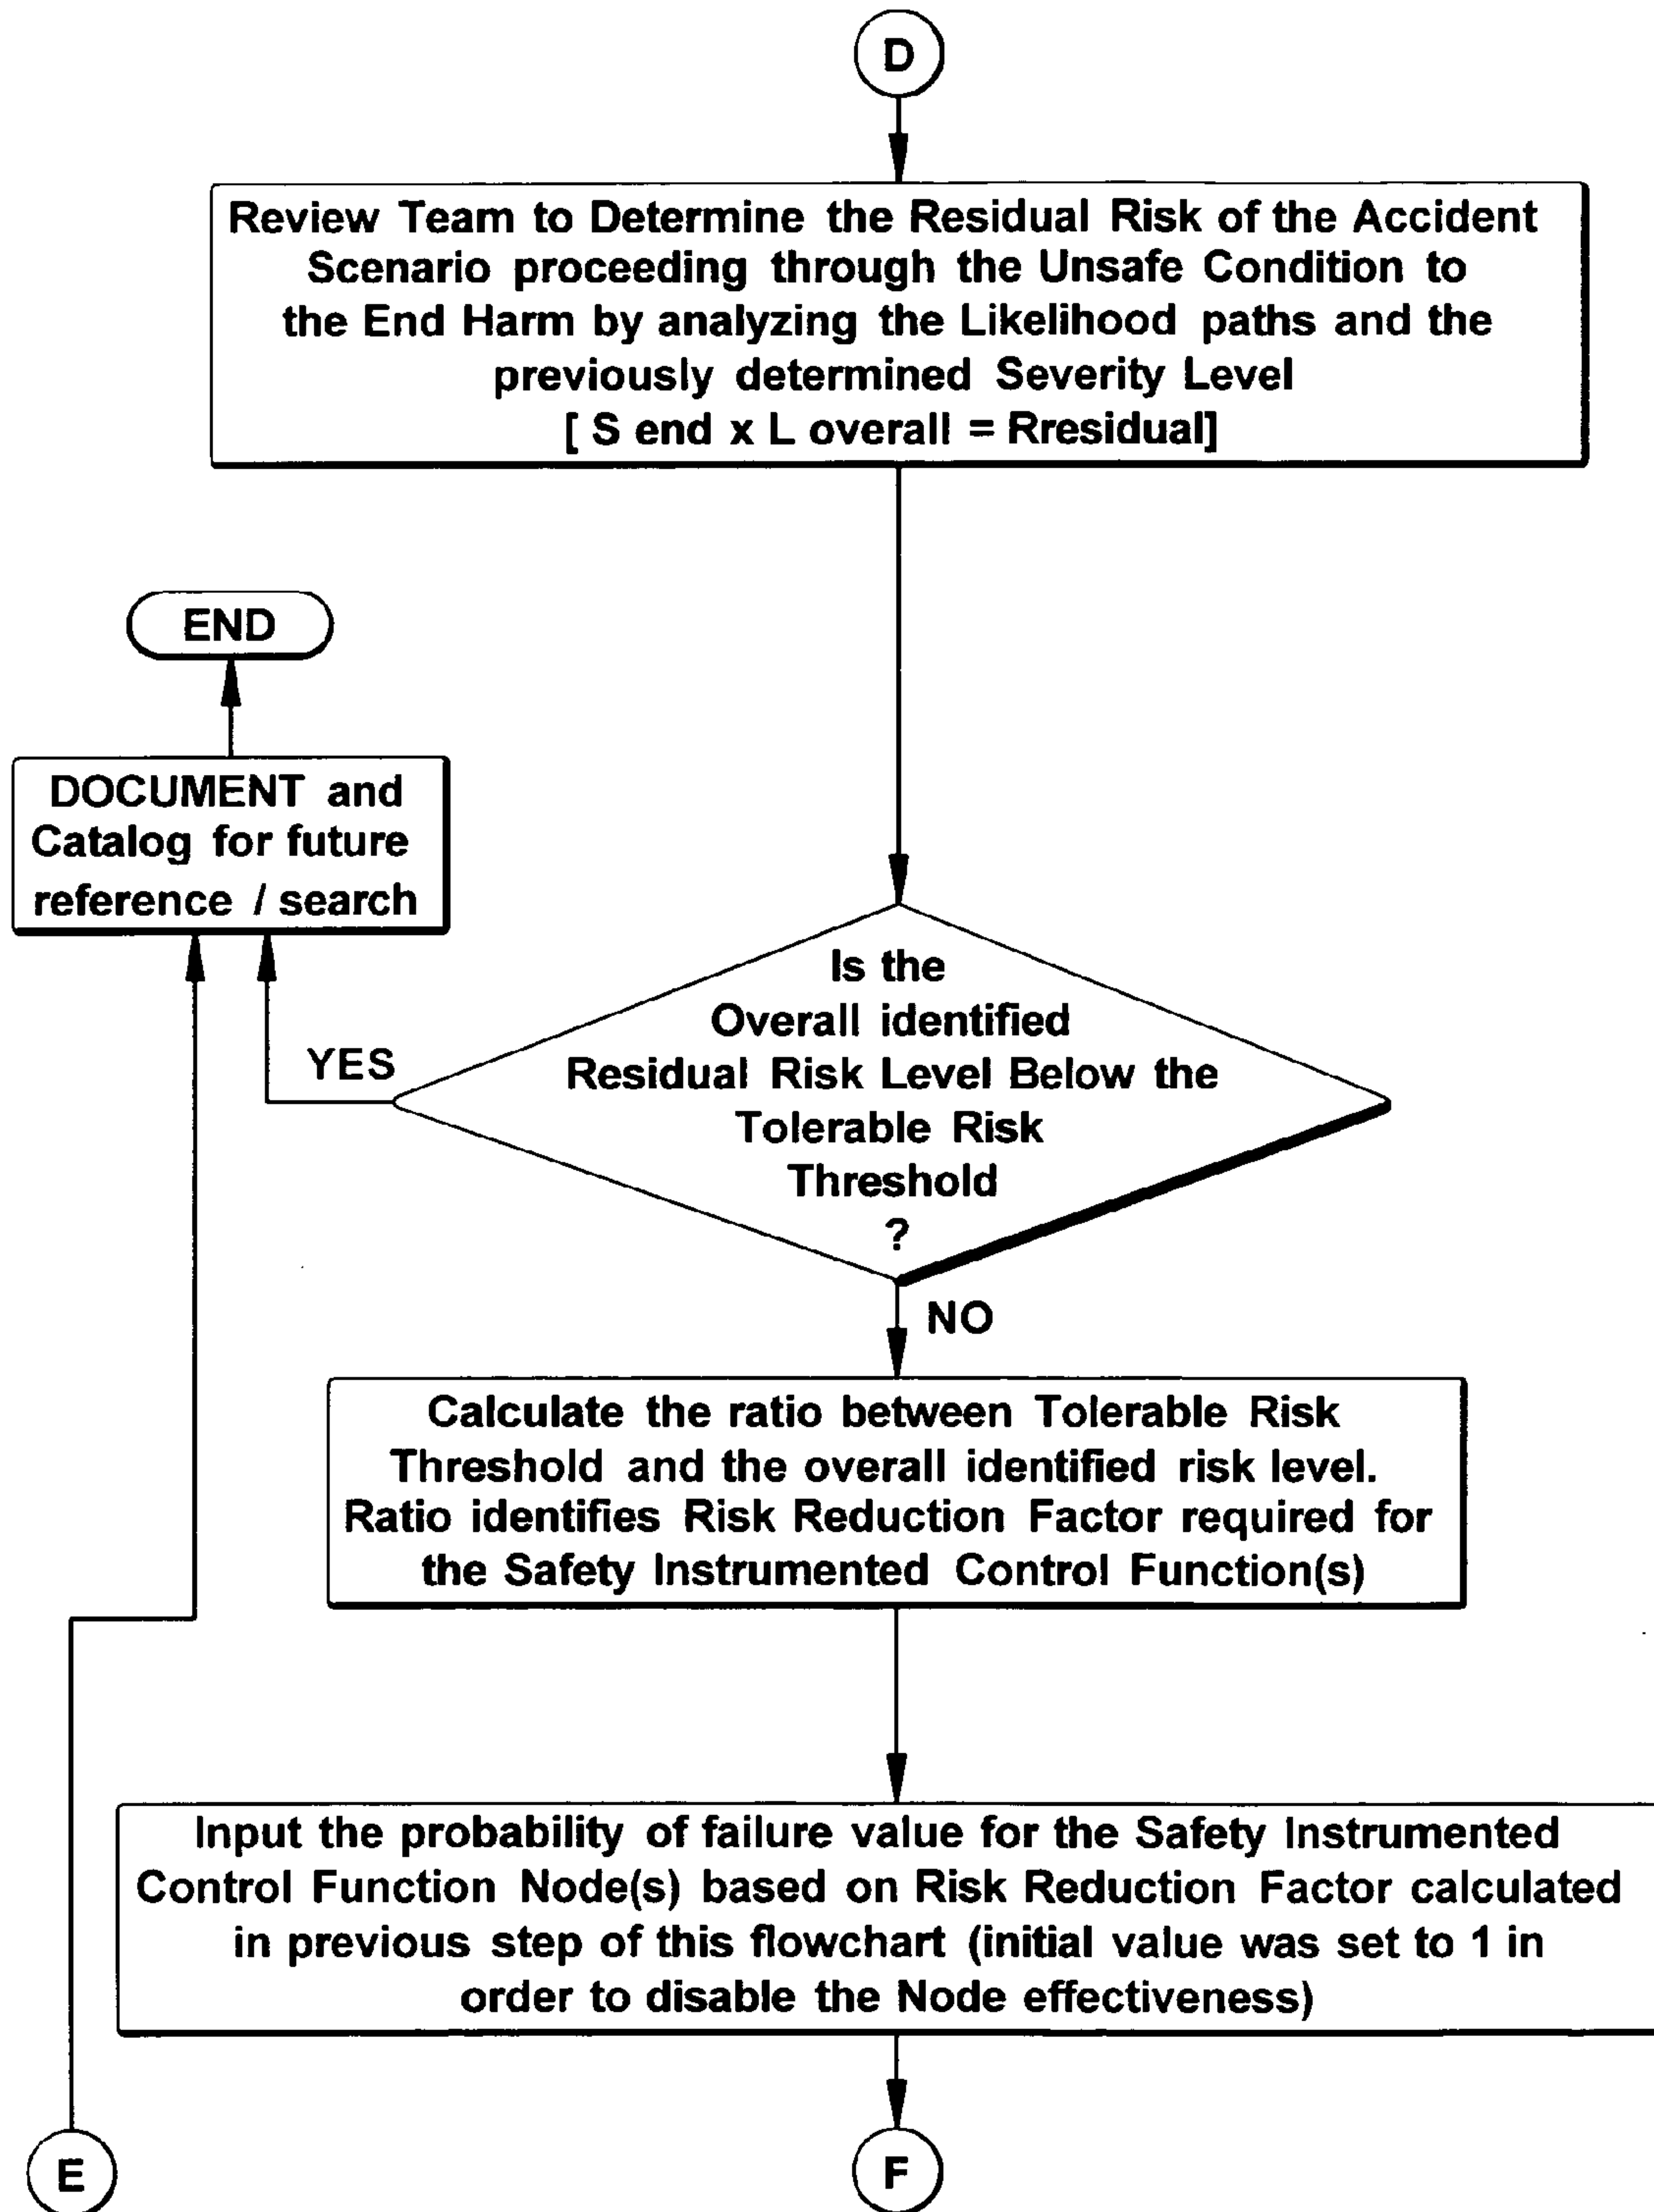 D
Review Team to Determine the Residual Risk of the Accident
Scenario proceeding through the Unsafe Condition to
the End Harm by analyzing the Likelihood paths and the
previously determined Severity Level
[ S end x L overall = Rresidual]
END
DOCUMENT and
Catalog for future
reference / search
Is the
Overall identified
Residual Risk Level Below the
Tolerable Risk
Threshold
?
YES
NO
Calculate the ratio between Tolerable Risk
Threshold and the overall identified risk level.
Ratio identifies Risk Reduction Factor required for
the Safety Instrumented Control Function(s)
Input the probability of failure value for the Safety Instrumented
Control Function Node(s) based on Risk Reduction Factor calculated
in previous step of this flowchart (initial value was set to 1 in
order to disable the Node effectiveness)
E
F